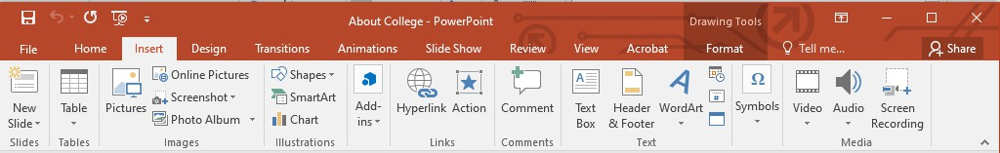 About College - PowerPoint
Drawing Tools
File Home Insert Design Transitions Animations Slide Show Review View Acrobat Format Tell me... Share
New Slide
Table
Pictures
Online Pictures
Screenshot
Photo Album
Shapes
SmartArt
Chart
Add-
ins
Hyperlink
Action
Comment
Text
Box
Header
& Footer
WordArt
Symbols
Video
Audio
Screen
Recording
Slides Tables Images Illustrations Links Comments Text Media